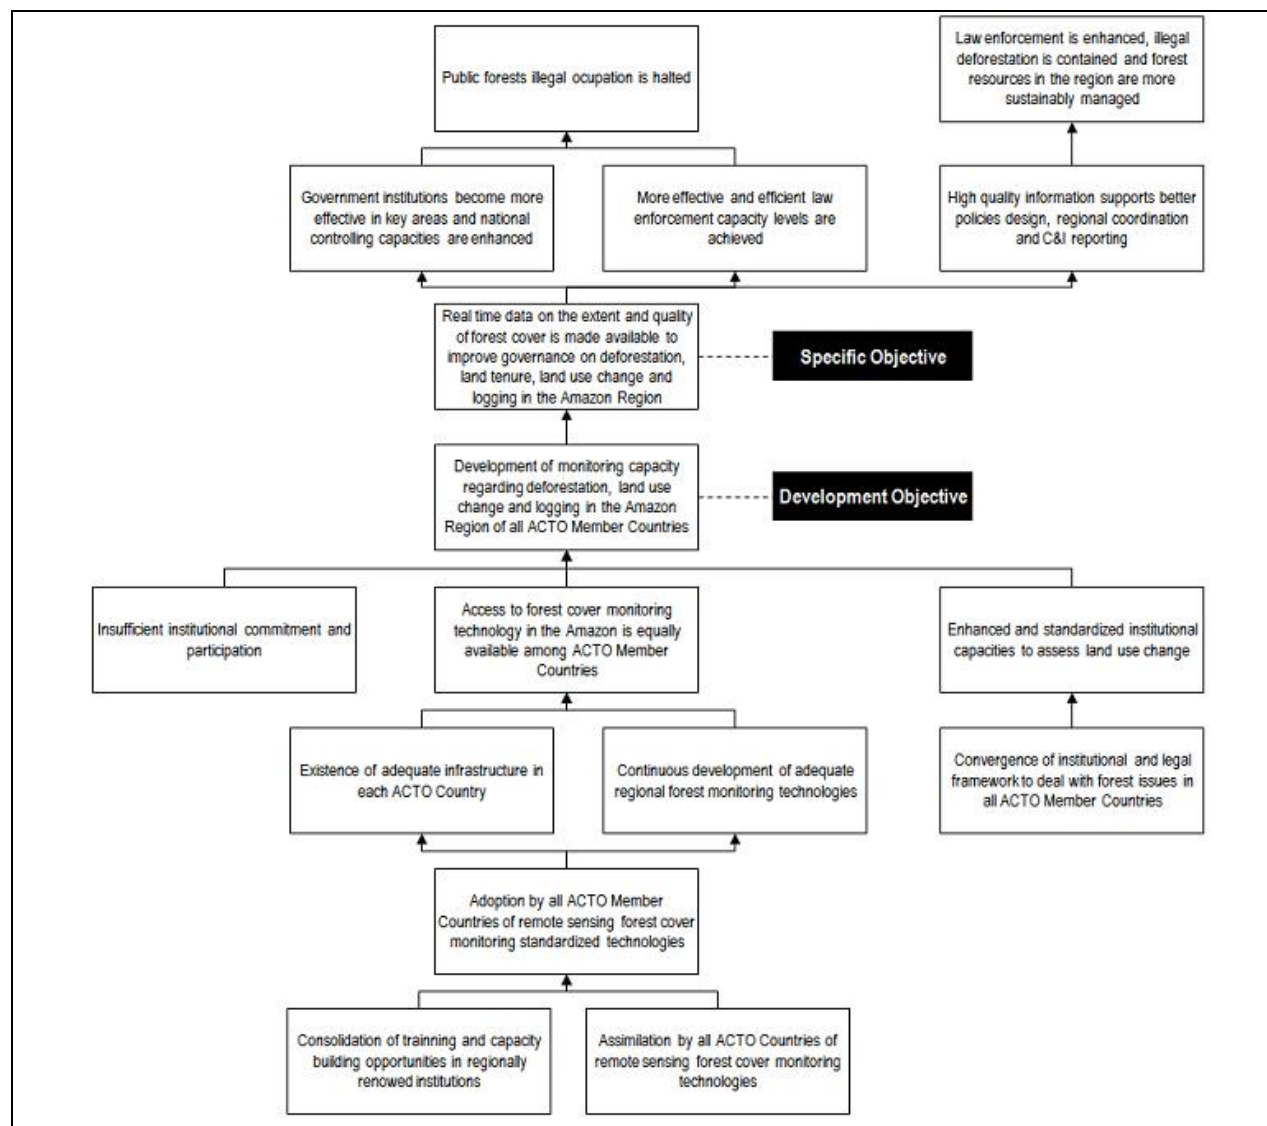 Public forests illegal ocupation is halted
Law enforcement is enhanced, illegal
deforestation is contained and forest
resources in the region are more
sustainably managed
Government institutions become more
effective in key areas and national
controlling capacities are enhanced
More effective and efficient law
enforcement capacity levels are
achieved
High quality information supports better
policies design, regional coordination
and C&I reporting
Real time data on the extent and quality
of forest cover is made available to
improve governance on deforestation,
land tenure, land use change and
logging in the Amazon Region
Specific Objective
Development of monitoring capacity
regarding deforestation, land use
change and logging in the Amazon
Region of all ACTO Member Countries
Development Objective
Insufficient institutional commitment and
participation
Access to forest cover monitoring
technology in the Amazon is equally
available among ACTO Member
Countries
Enhanced and standardized institutional
capacities to assess land use change
Existence of adequate infrastructure in
each ACTO Country
Continuous development of adequate
regional forest monitoring technologies
Convergence of institutional and legal
framework to deal with forest issues in
all ACTO Member Countries
Adoption by all ACTO Member
Countries of remote sensing forest cover
monitoring standardized technologies
Consolidation of trainning and capacity
building opportunities in regionally
renowed institutions
Assimilation by all ACTO Countries of
remote sensing forest cover monitoring
technologies